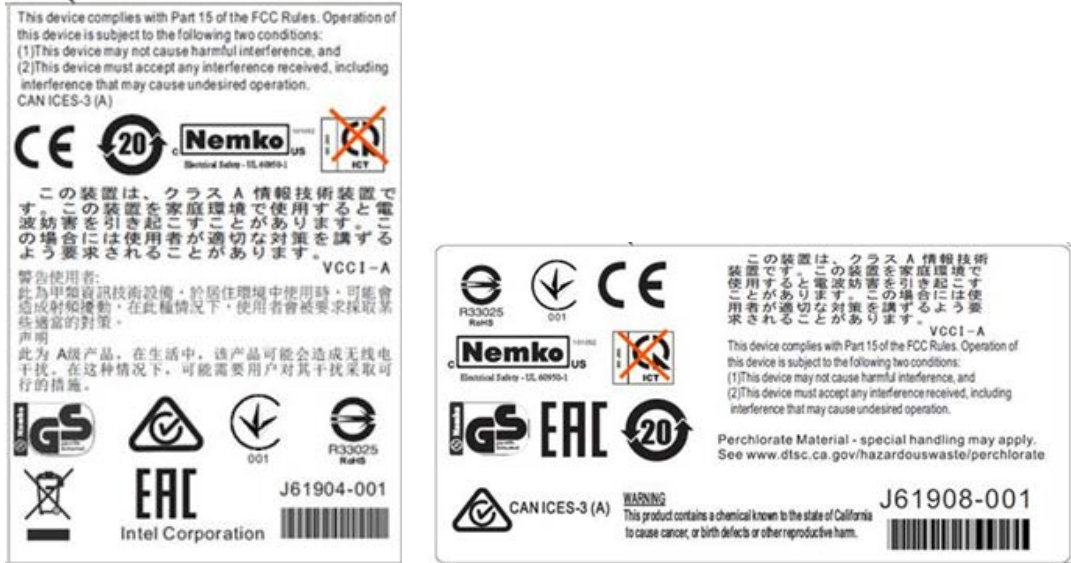 This device complies with Part 15 of the FCC Rules. Operation of
this device is subject to the following two conditions:
(1)This device may not cause harmful interference, and
(2)This device must accept any interference received, including
interference that may cause undesired operation.
CAN ICES-3 (A)
CE
20
c Nemko US
101052
Electrical Safety - UL 60950-1
ICT
この装置は、クラス A 情報技術装置で
す。この装置を家庭環境で使用すると電
波妨害を引き起こすことがあります。こ
の場合には使用者が適切な対策を講ずる
よう要求されることがあります。
VCCI-A
警告使用者:
此為甲類資訊技術設備，於居住環境中使用時，可能會
造成射頻擾動，在此種情況下，使用者會被要求採取某
些適當的對策。
声明
此为 A级产品，在生活中，该产品可能会造成无线电
干扰。在这种情况下，可能需要用户对其干扰采取可
行的措施。
Nemko
GS
001
R33025
RoHS
EAC
J61904-001
Intel Corporation
R33025
RoHS
001
CE
c Nemko US
101052
Electrical Safety - UL 60950-1
ICT
Nemko
GS
EAC
20
CAN ICES-3 (A)
この装置は、クラス A 情報技術
装置です。この装置を家庭環境で
使用すると電波妨害を引き起こす
ことがあります。この場合には使
用者が適切な対策を講ずるよう要
求されることがあります。
VCCI-A
This device complies with Part 15 of the FCC Rules. Operation of
this device is subject to the following two conditions:
(1)This device may not cause harmful interference, and
(2)This device must accept any interference received, including
interference that may cause undesired operation.
Perchlorate Material - special handling may apply.
See www.dtsc.ca.gov/hazardouswaste/perchlorate
WARNING
This product contains a chemical known to the state of California
to cause cancer, or birth defects or other reproductive harm.
J61908-001